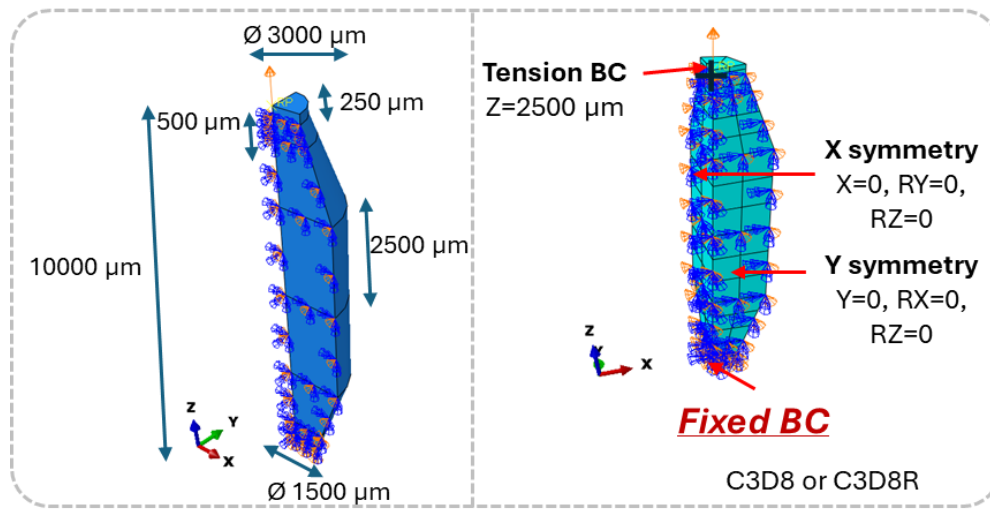 Ø 3000 µm
250 µm
500 µm
RP
10000 µm
2500 µm
Z
Y
X
Ø 1500 µm
Tension BC
Z=2500 µm
X symmetry
X=0, RY=0,
RZ=0
Y symmetry
Y=0, RX=0,
RZ=0
Z
Y
X
Fixed BC
C3D8 or C3D8R